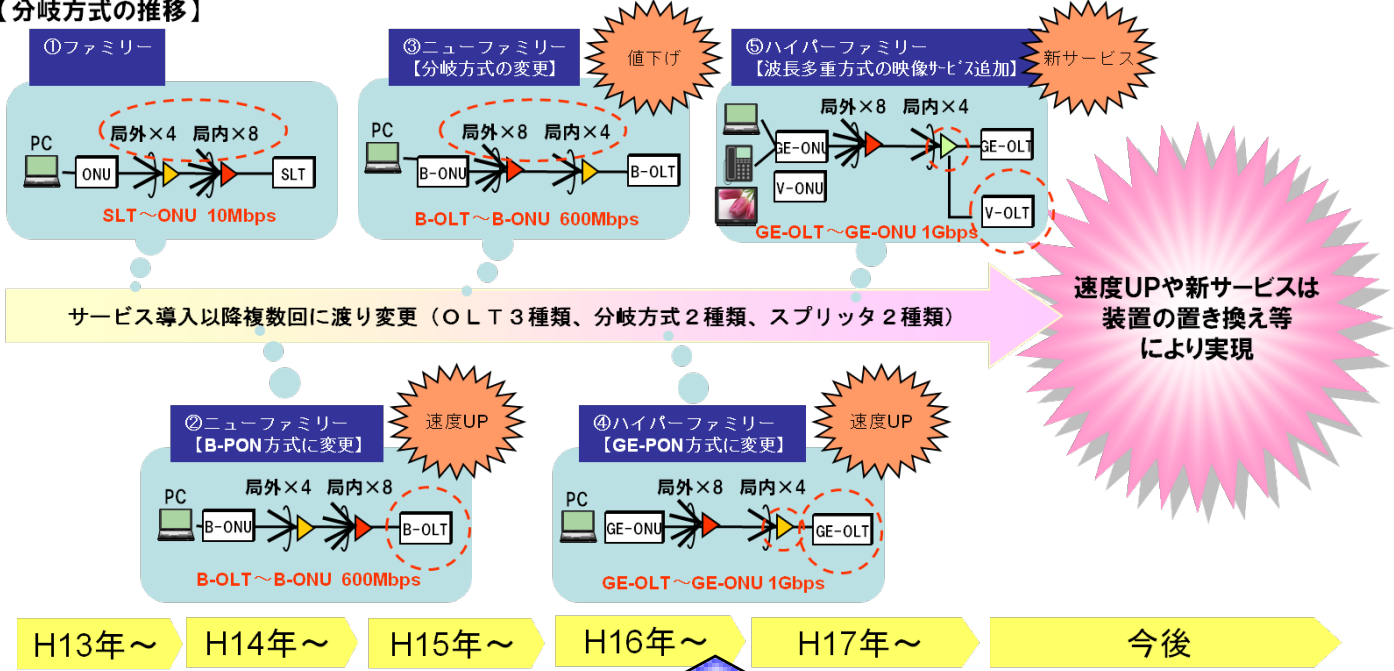 【分岐方式の推移】
①ファミリー
PC
局外×4 局内×8
ONU
SLT
SLT～ONU 10Mbps
③ニューファミリー
【分岐方式の変更】
値下げ
PC
局外×8 局内×4
B-ONU
B-OLT
B-OLT～B-ONU 600Mbps
⑤ハイパーファミリー
【波長多重方式の映像ｻｰﾋﾞｽ追加】
新サービス
局外×8 局内×4
GE-ONU
GE-OLT
V-ONU
V-OLT
GE-OLT～GE-ONU 1Gbps
サービス導入以降複数回に渡り変更（ＯＬＴ３種類、分岐方式２種類、スプリッタ２種類）
速度UPや新サービスは
装置の置き換え等
により実現
②ニューファミリー
【B-PON方式に変更】
速度UP
PC
局外×4 局内×8
B-ONU
B-OLT
B-OLT～B-ONU 600Mbps
④ハイパーファミリー
【GE-PON方式に変更】
速度UP
PC
局外×8 局内×4
GE-ONU
GE-OLT
GE-OLT～GE-ONU 1Gbps
H13年～ H14年～ H15年～ H16年～ H17年～ 今後